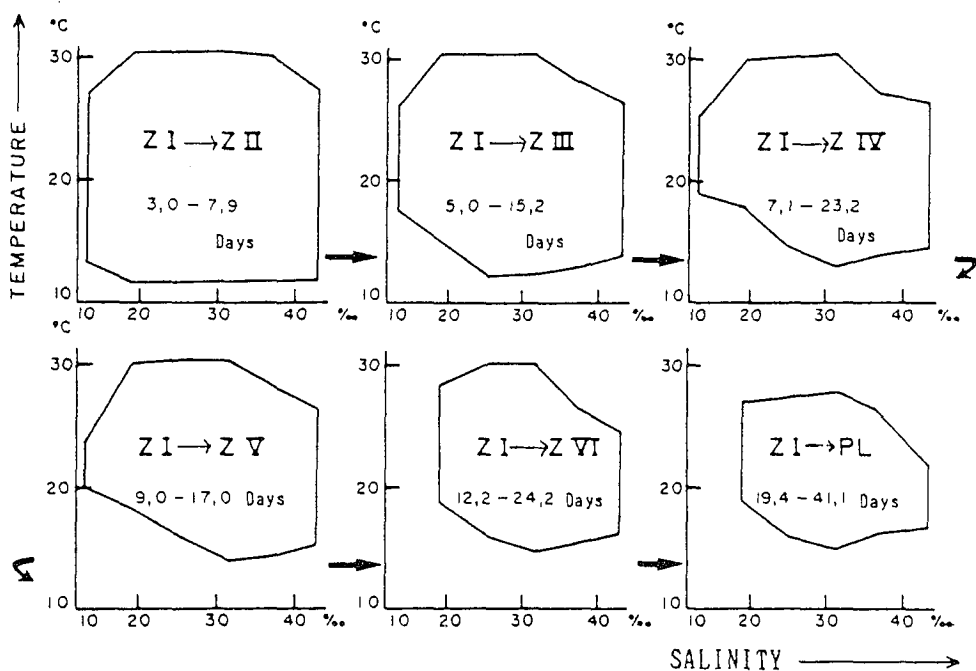 TEMPERATURE
°C
30
20
10
Z I → Z II
3,0 – 7,9
Days
10 20 30 40 ‰
°C
30
20
10
Z I → Z III
5,0 – 15,2
Days
10 20 30 40 ‰
°C
30
20
10
Z I → Z IV
7,1 – 23,2
Days
10 20 30 40 ‰
°C
30
20
10
Z I → Z V
9,0 – 17,0 Days
10 20 30 40 ‰
30
20
10
Z I → Z VI
12,2 – 24,2 Days
10 20 30 40 ‰
30
20
10
Z I → PL
19,4 – 41,1 Days
10 20 30 40 ‰
SALINITY